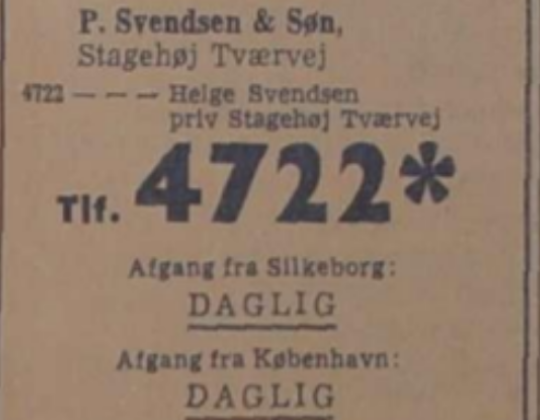 P. Svendsen & Søn,
Stagehøj Tværvej
4722 — — — Helge Svendsen
priv Stagehøj Tværvej
Tlf. 4722*
Afgang fra Silkeborg:
DAGLIG
Afgang fra København:
DAGLIG